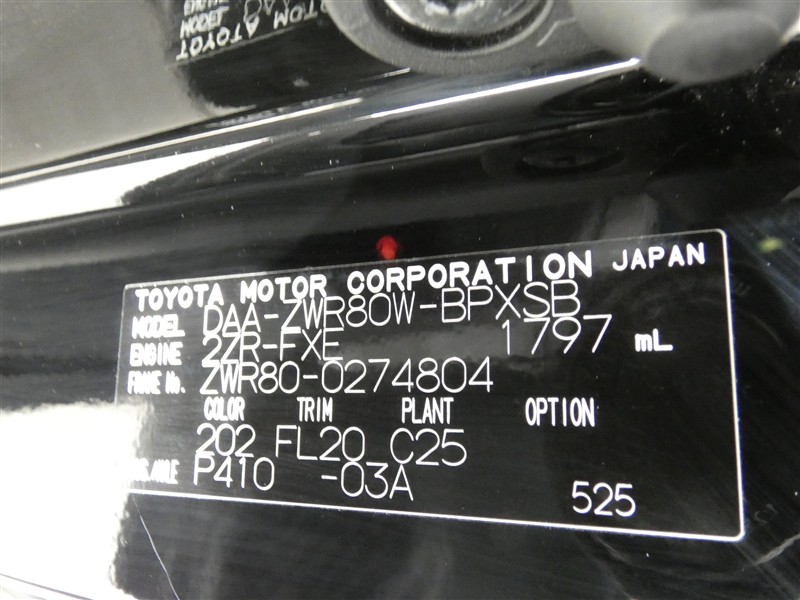 TOYOTA MOTOR CORPORATION JAPAN
MODEL DAA-ZWR80W-BPXSB
ENGINE 2ZR-FXE 1797 mL
FRAME No. ZWR80-0274804
COLOR TRIM PLANT OPTION
202 FL20 C25
P410 -03A
525